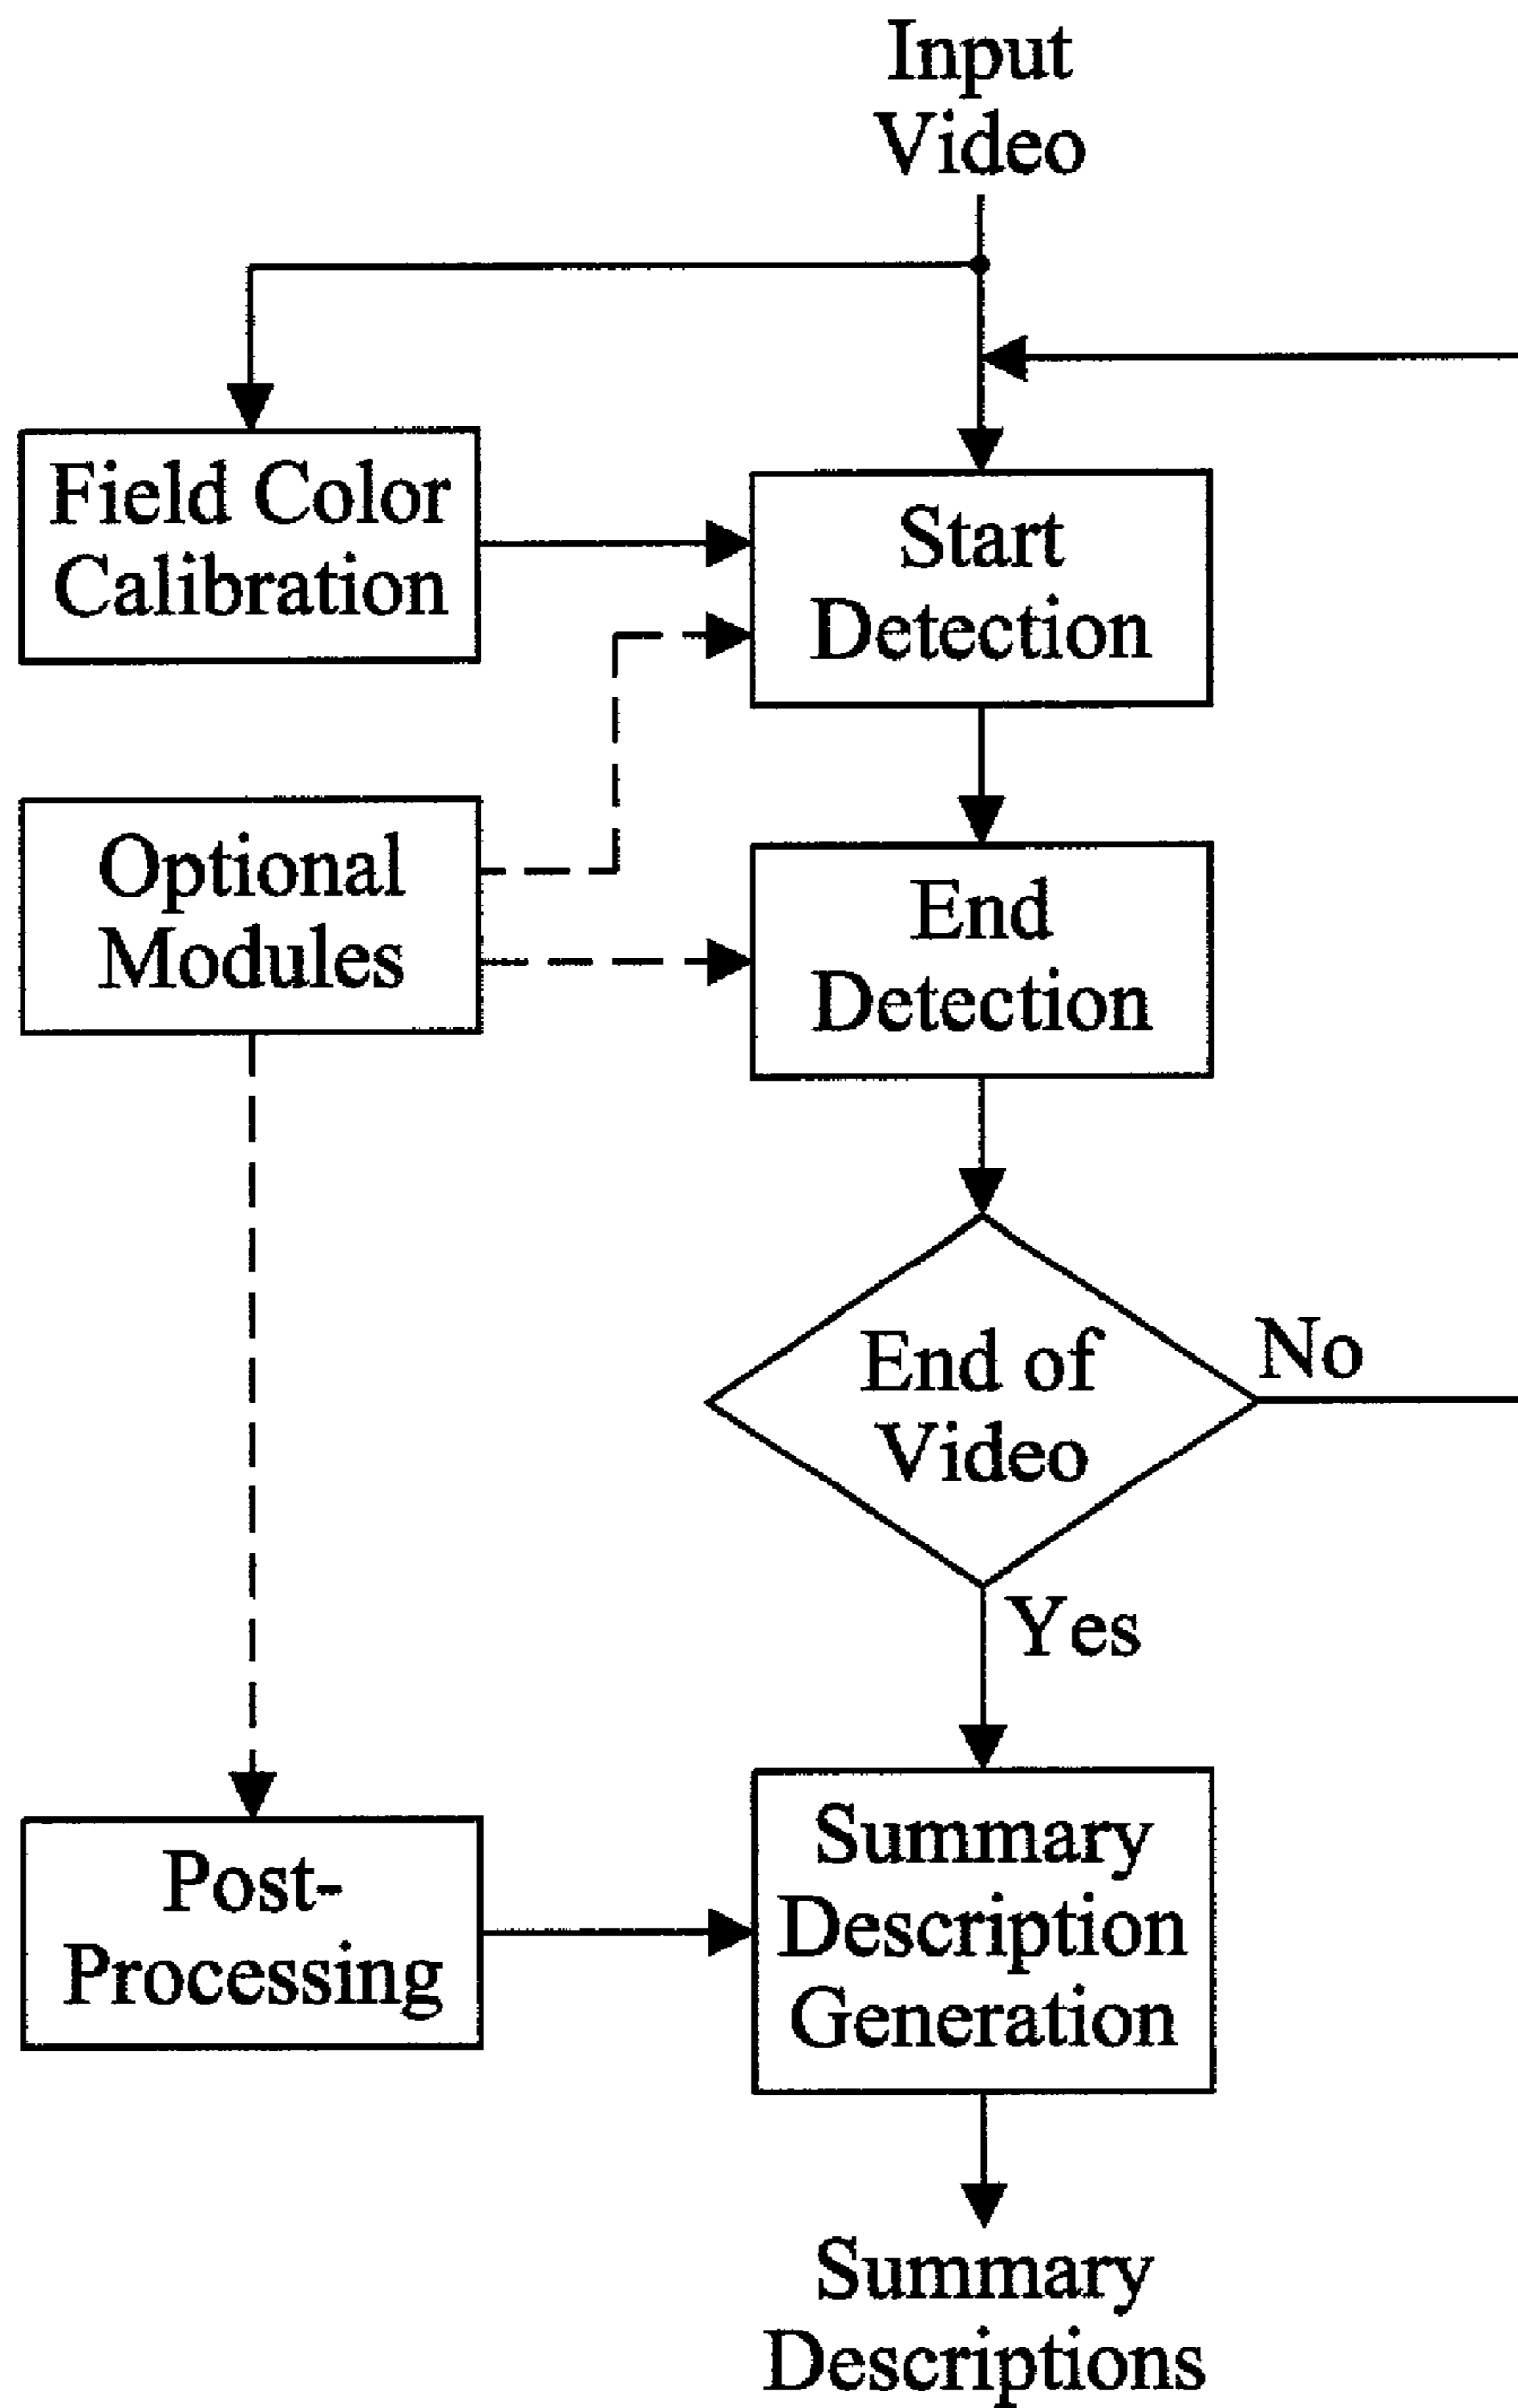 Input
Video
Field Color
Calibration
Start
Detection
Optional
Modules
End
Detection
End of
Video
No
Yes
Post-
Processing
Summary
Description
Generation
Summary
Descriptions